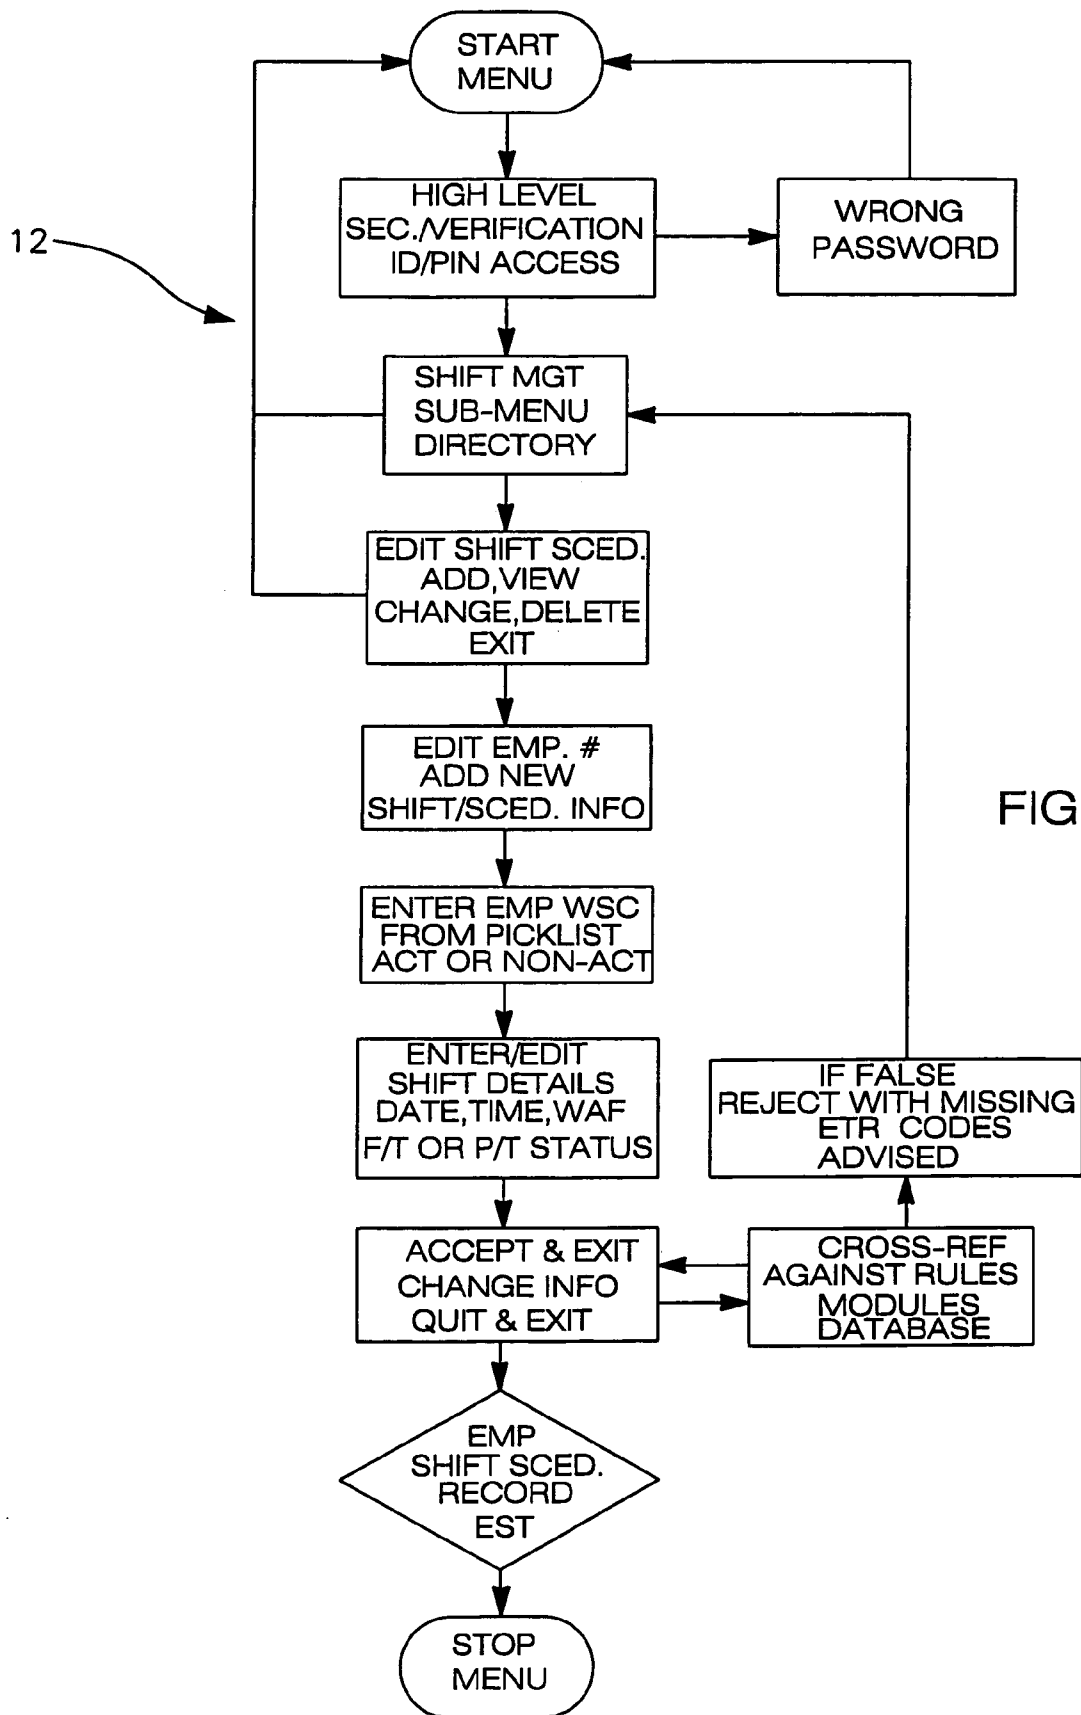 START
MENU
HIGH LEVEL
SEC./VERIFICATION
ID/PIN ACCESS
WRONG
PASSWORD
12
SHIFT MGT
SUB-MENU
DIRECTORY
EDIT SHIFT SCED.
ADD,VIEW
CHANGE,DELETE
EXIT
EDIT EMP. #
ADD NEW
SHIFT/SCED. INFO
FIG
ENTER EMP WSC
FROM PICKLIST
ACT OR NON-ACT
ENTER/EDIT
SHIFT DETAILS
DATE,TIME,WAF
F/T OR P/T STATUS
IF FALSE
REJECT WITH MISSING
ETR CODES
ADVISED
ACCEPT & EXIT
CHANGE INFO
QUIT & EXIT
CROSS-REF
AGAINST RULES
MODULES
DATABASE
EMP
SHIFT SCED.
RECORD
EST
STOP
MENU